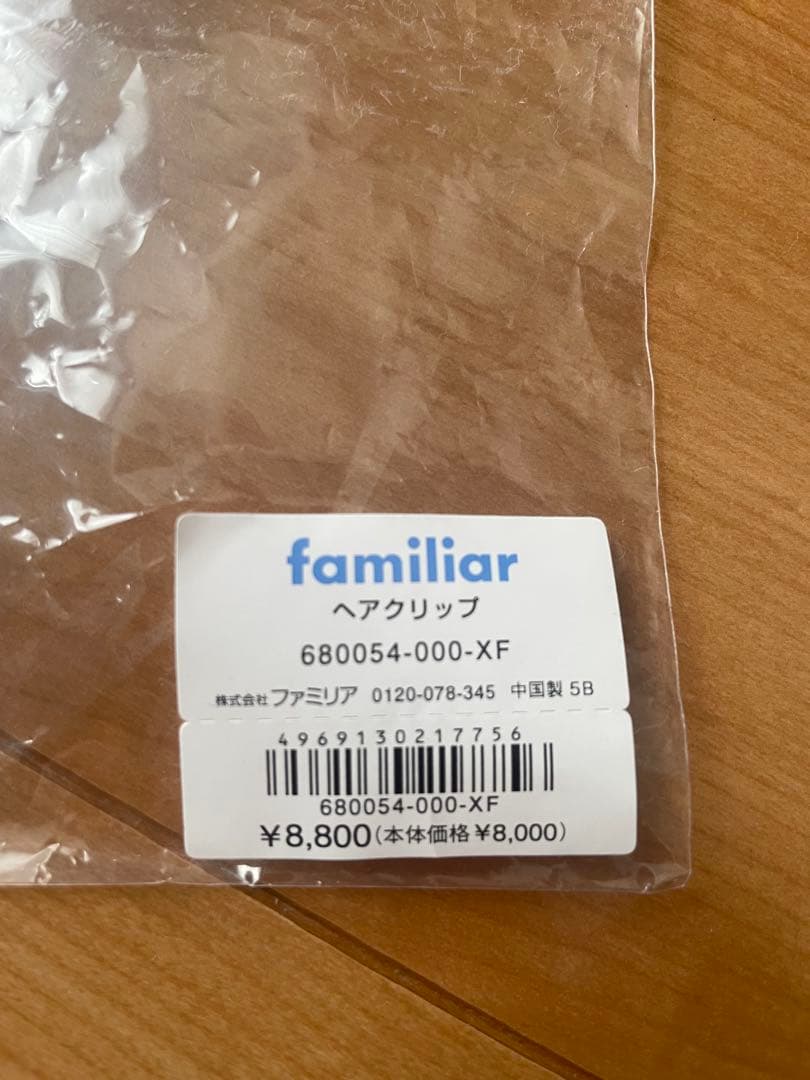 familiar
ヘアクリップ
680054-000-XF
株式会社 ファミリア 0120-078-345 中国製 5B
4969130217756
680054-000-XF
¥8,800(本体価格¥8,000)